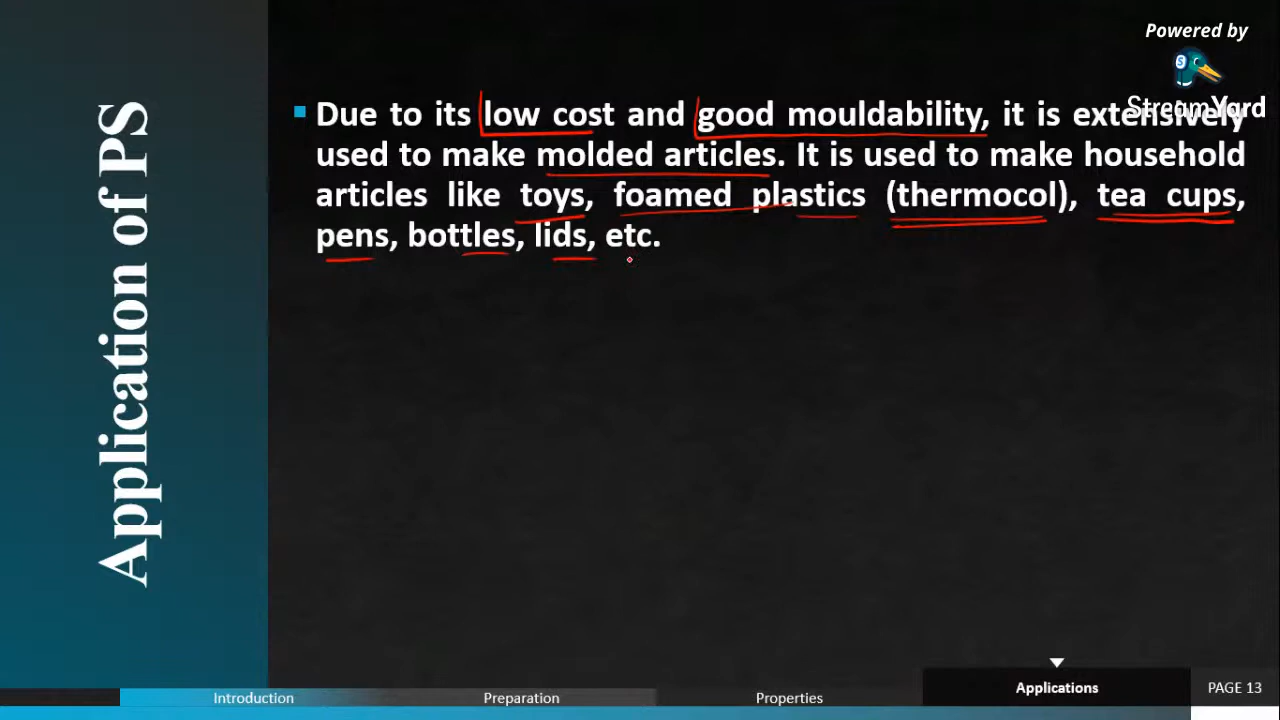 Powered by
StreamYard
Application of PS
Due to its low cost and good mouldability, it is extensively
used to make molded articles. It is used to make household
articles like toys, foamed plastics (thermocol), tea cups,
pens, bottles, lids, etc.
Introduction
Preparation
Properties
Applications
PAGE 13